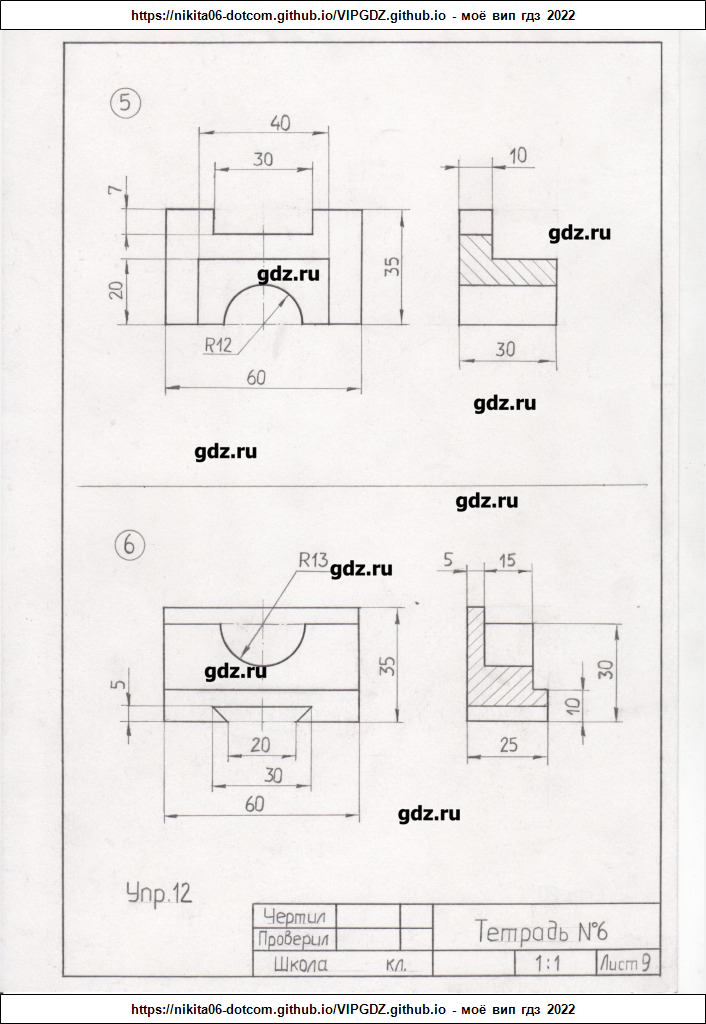 https://nikita06-dotcom.github.io/VIPGDZ.github.io - моё вип гдз 2022
5
40
30
10
7
gdz.ru
gdz.ru
35
20
R12
30
60
gdz.ru
gdz.ru
gdz.ru
6
R13
gdz.ru
5
15
gdz.ru
35
30
5
10
20
25
30
60
gdz.ru
Упр.12
Чертил
Проверил
Тетрадь №6
Школа кл.
1:1
Лист 9
https://nikita06-dotcom.github.io/VIPGDZ.github.io - моё вип гдз 2022